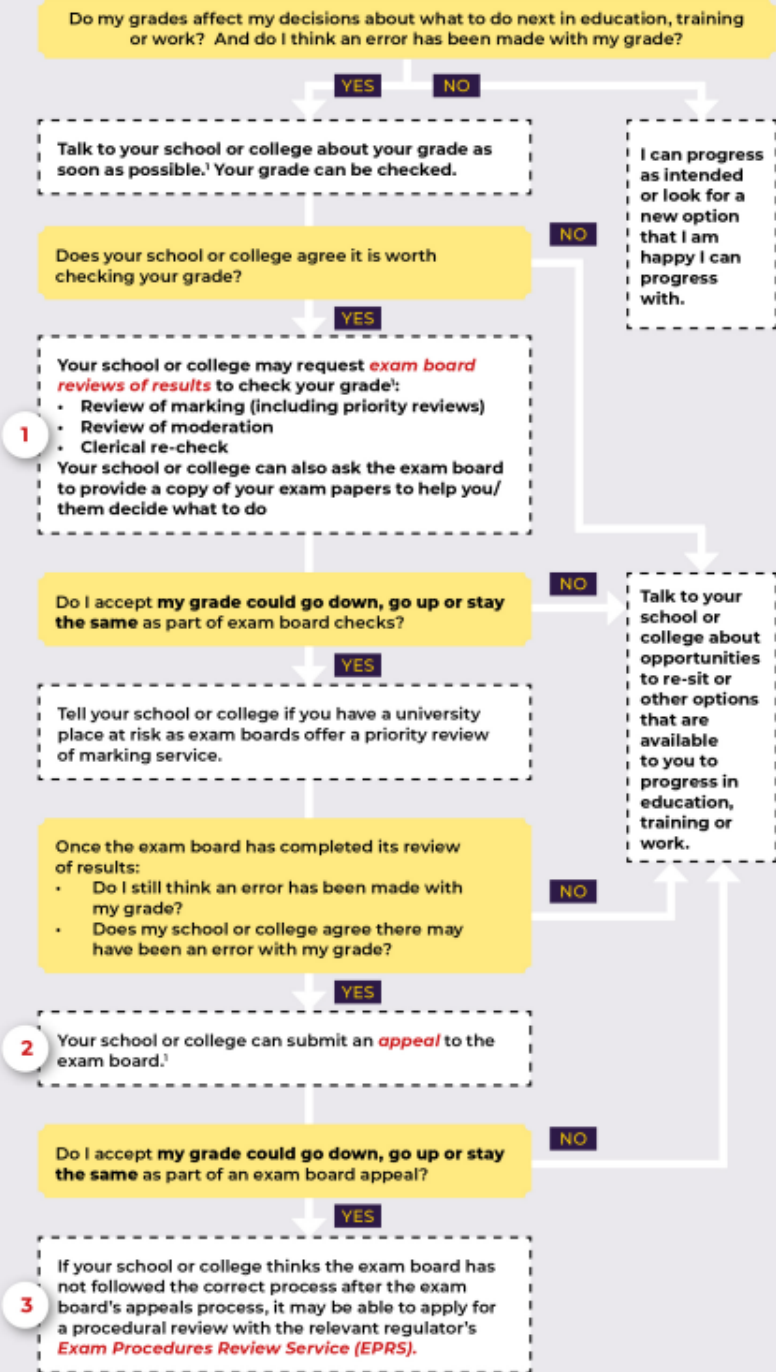 Do my grades affect my decisions about what to do next in education, training
or work? And do I think an error has been made with my grade?
YES
NO
Talk to your school or college about your grade as
soon as possible.¹ Your grade can be checked.
I can progress
as intended
or look for a
new option
that I am
happy I can
progress
with.
Does your school or college agree it is worth
checking your grade?
NO
YES
1
Your school or college may request exam board
reviews of results to check your grade¹:
• Review of marking (including priority reviews)
• Review of moderation
• Clerical re-check
Your school or college can also ask the exam board
to provide a copy of your exam papers to help you/
them decide what to do
Do I accept my grade could go down, go up or stay
the same as part of exam board checks?
NO
YES
Talk to your
school or
college about
opportunities
to re-sit or
other options
that are
available
to you to
progress in
education,
training or
work.
Tell your school or college if you have a university
place at risk as exam boards offer a priority review
of marking service.
Once the exam board has completed its review
of results:
• Do I still think an error has been made with
my grade?
• Does my school or college agree there may
have been an error with my grade?
NO
YES
2
Your school or college can submit an appeal to the
exam board.¹
Do I accept my grade could go down, go up or stay
the same as part of an exam board appeal?
NO
YES
3
If your school or college thinks the exam board has
not followed the correct process after the exam
board's appeals process, it may be able to apply for
a procedural review with the relevant regulator's
Exam Procedures Review Service (EPRS).